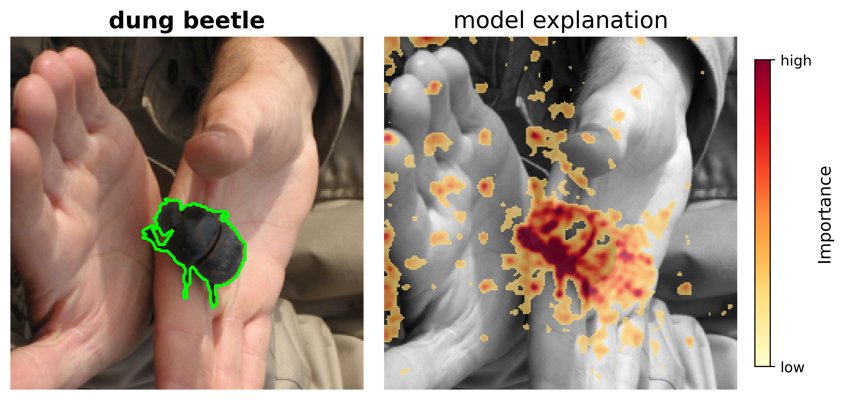 dung beetle
model explanation
high
Importance
low